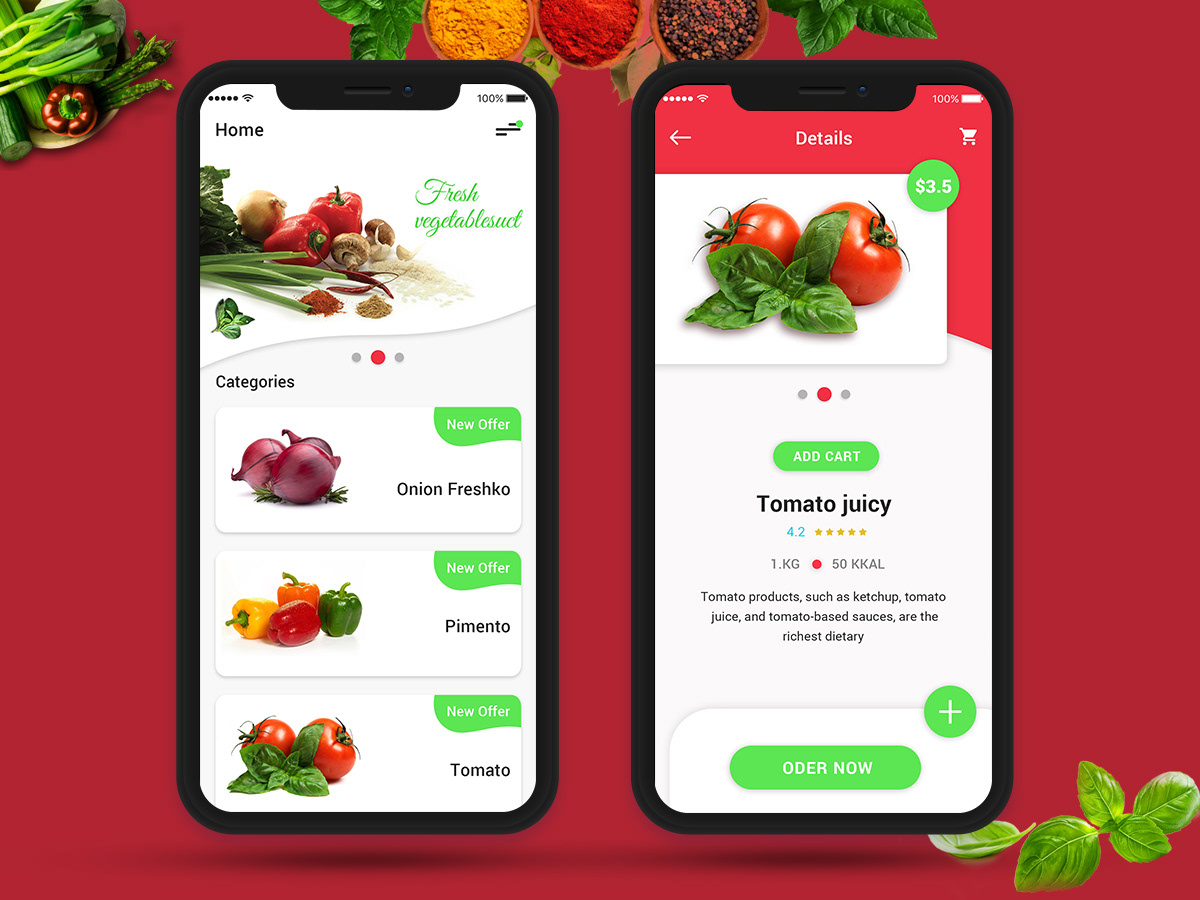 100%
Home
Fresh
vegetablesuct
Categories
New Offer
Onion Freshko
New Offer
Pimento
New Offer
Tomato
100%
Details
$3.5
ADD CART
Tomato juicy
4.2
1.KG
50 KKAL
Tomato products, such as ketchup, tomato
juice, and tomato-based sauces, are the
richest dietary
ODER NOW